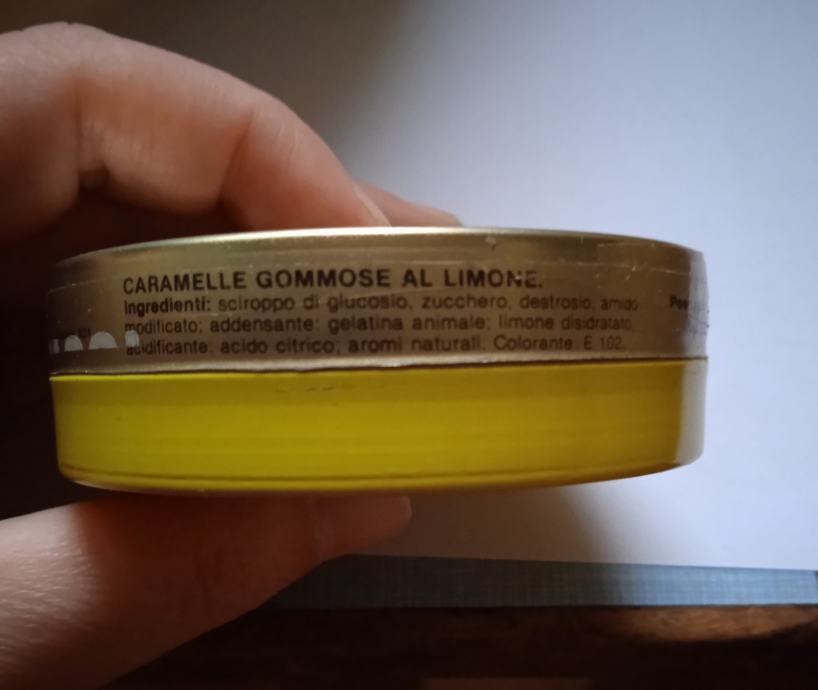 CARAMELLE GOMMOSE AL LIMONE.
Ingredienti: sciroppo di glucosio, zucchero, destrosio, amido
modificato; addensante: gelatina animale; limone disidratato,
acidificante: acido citrico; aromi naturali. Colorante: E 102.